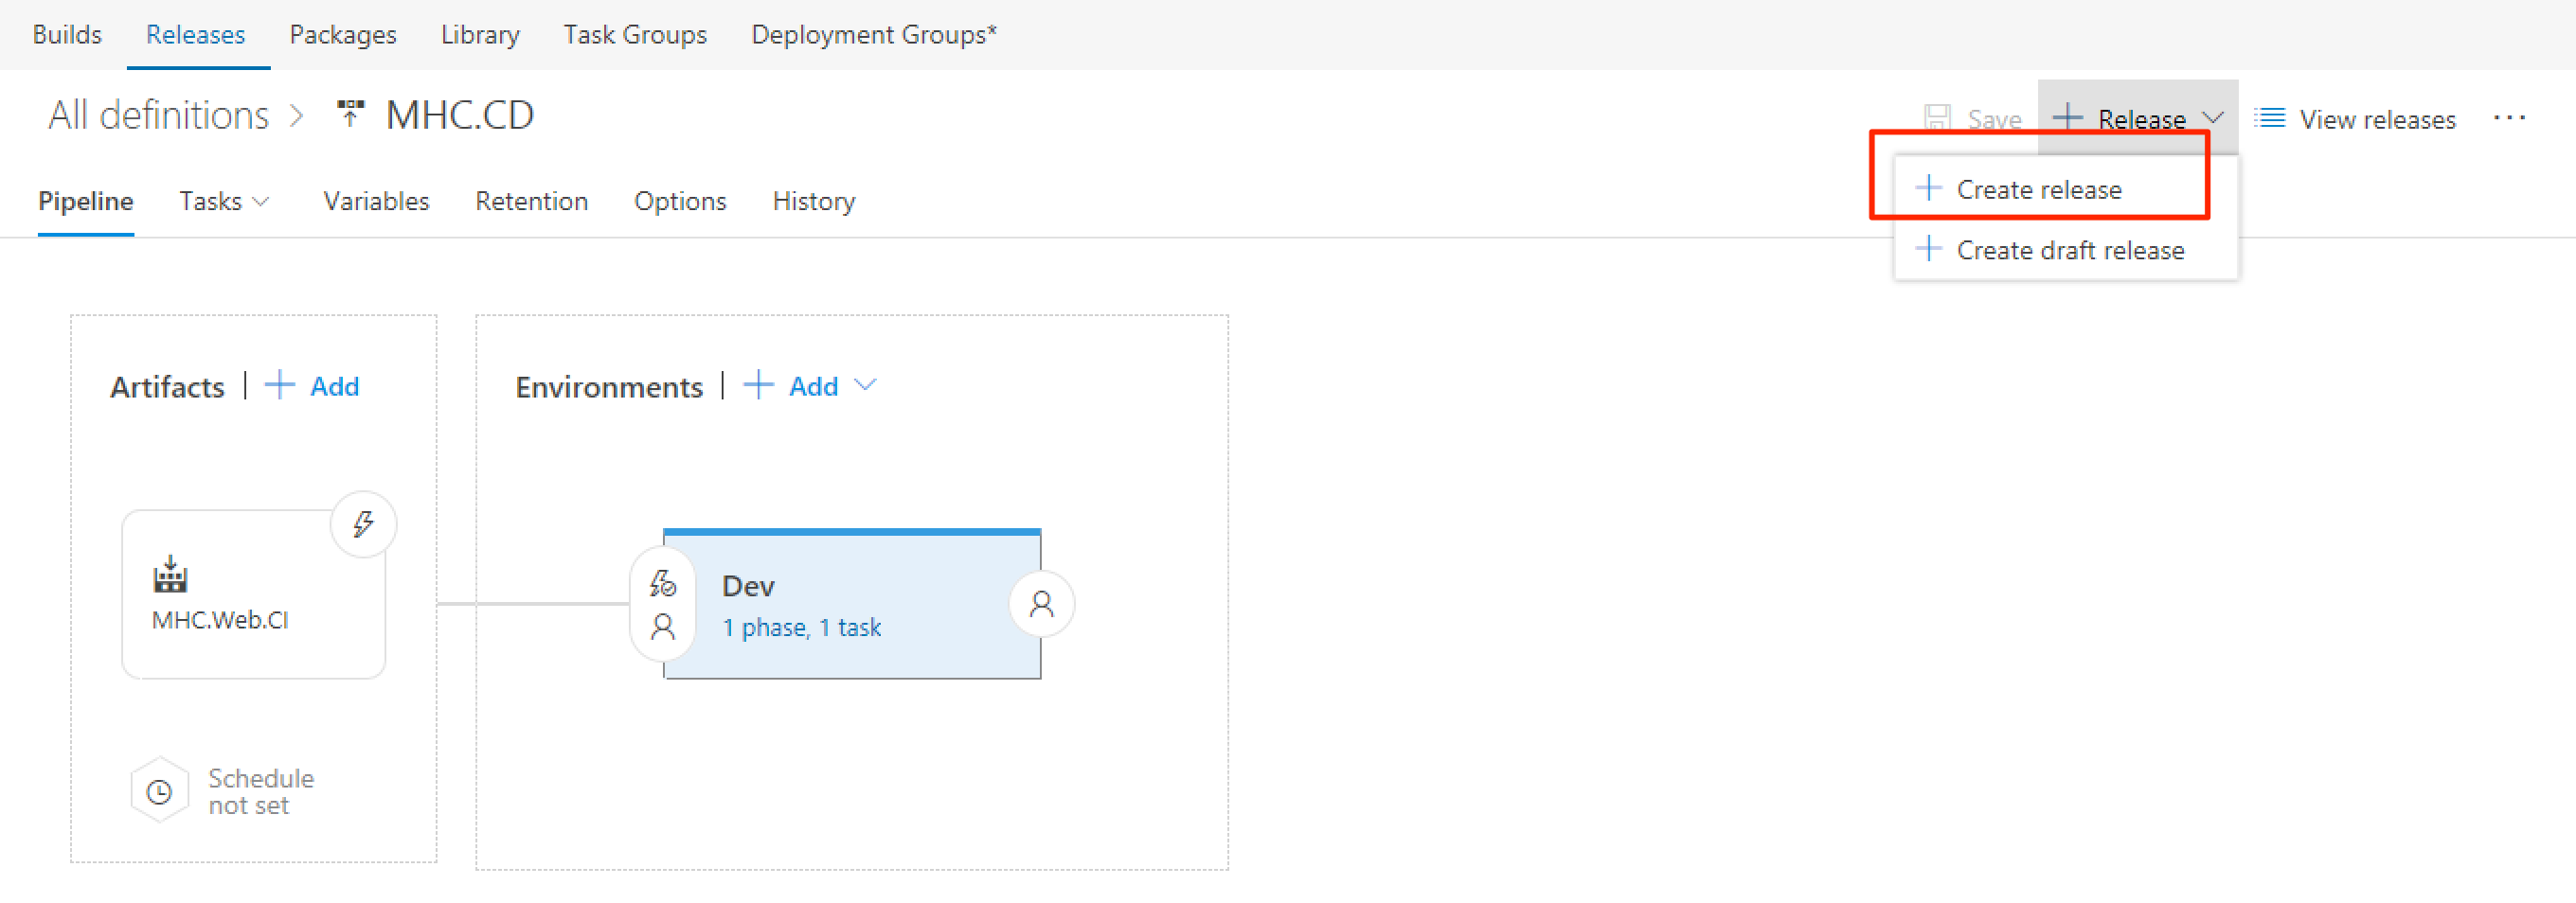 Builds Releases Packages Library Task Groups Deployment Groups*
All definitions > MHC.CD
Save + Release View releases ...
+ Create release
+ Create draft release
Pipeline Tasks Variables Retention Options History
Artifacts | + Add
Environments | + Add
MHC.Web.CI
Dev
1 phase, 1 task
Schedule
not set